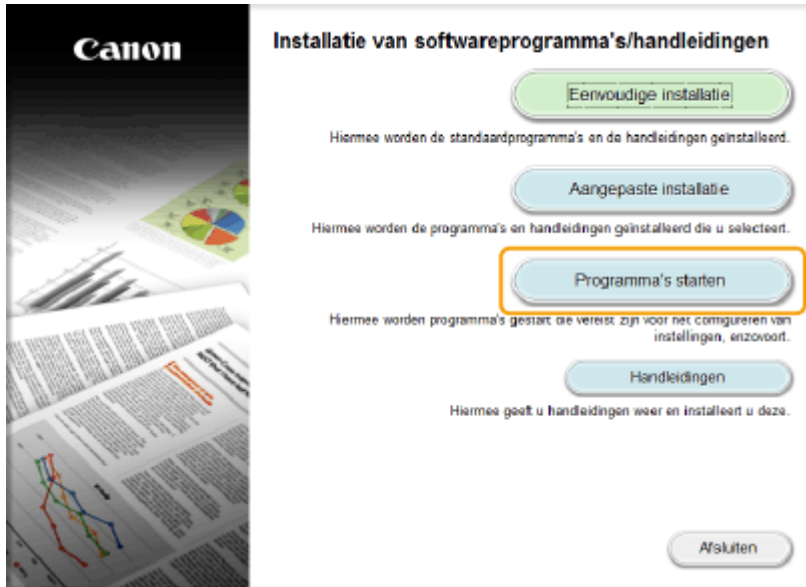 Canon
Installatie van softwareprogramma's/handleidingen
Eenvoudige installatie
Hiermee worden de standaardprogramma's en de handleidingen geïnstalleerd.
Aangepaste installatie
Hiermee worden de programma's en handleidingen geïnstalleerd die u selecteert.
Programma's starten
Hiermee worden programma's gestart die vereist zijn voor het configureren van
instellingen, enzovoort.
Handleidingen
Hiermee geeft u handleidingen weer en installeert u deze.
Afsluiten